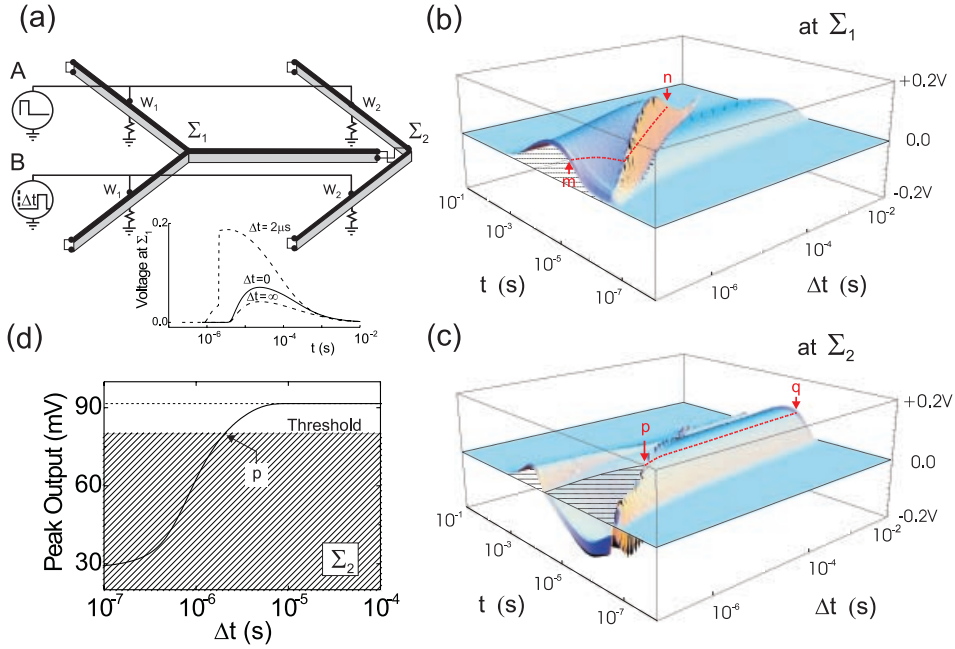 (a)
A
W₁
W₂
Σ₁
Σ₂
B
Δt
W₁
W₂
Voltage at Σ₁
0.2
0.0
Δt=2μs
Δt=0
Δt=∞
10⁻⁶
10⁻⁴
10⁻²
t (s)
(b)
at Σ₁
n
m
+0.2V
0.0
-0.2V
10⁻¹
10⁻³
10⁻⁵
10⁻⁷
t (s)
10⁻⁶
10⁻⁴
10⁻²
Δt (s)
(c)
at Σ₂
p
q
+0.2V
0.0
-0.2V
10⁻¹
10⁻³
10⁻⁵
10⁻⁷
t (s)
10⁻⁶
10⁻⁴
10⁻²
Δt (s)
(d)
Peak Output (mV)
90
60
30
Threshold
p
Σ₂
10⁻⁷
10⁻⁶
10⁻⁵
10⁻⁴
Δt (s)